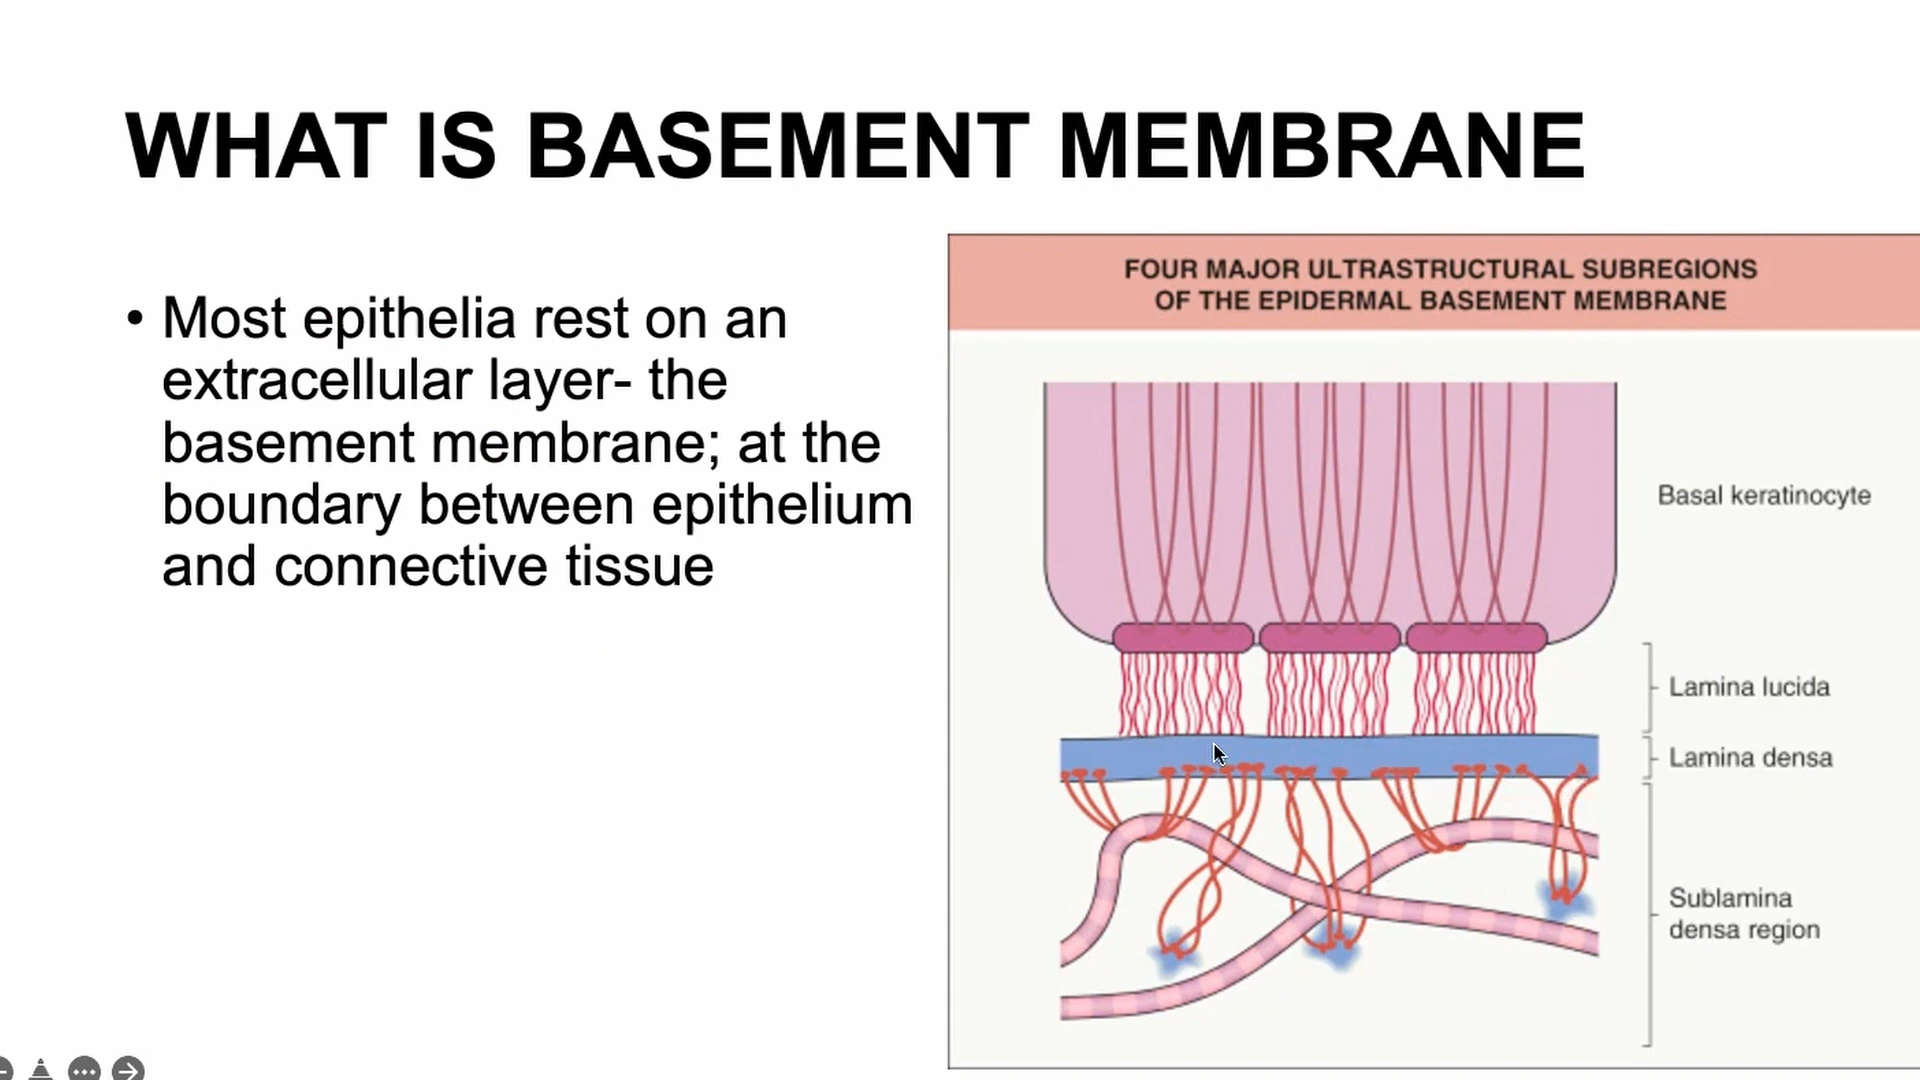 WHAT IS BASEMENT MEMBRANE
• Most epithelia rest on an
extracellular layer- the
basement membrane; at the
boundary between epithelium
and connective tissue
FOUR MAJOR ULTRASTRUCTURAL SUBREGIONS
OF THE EPIDERMAL BASEMENT MEMBRANE
Basal keratinocyte
Lamina lucida
Lamina densa
Sublamina
densa region